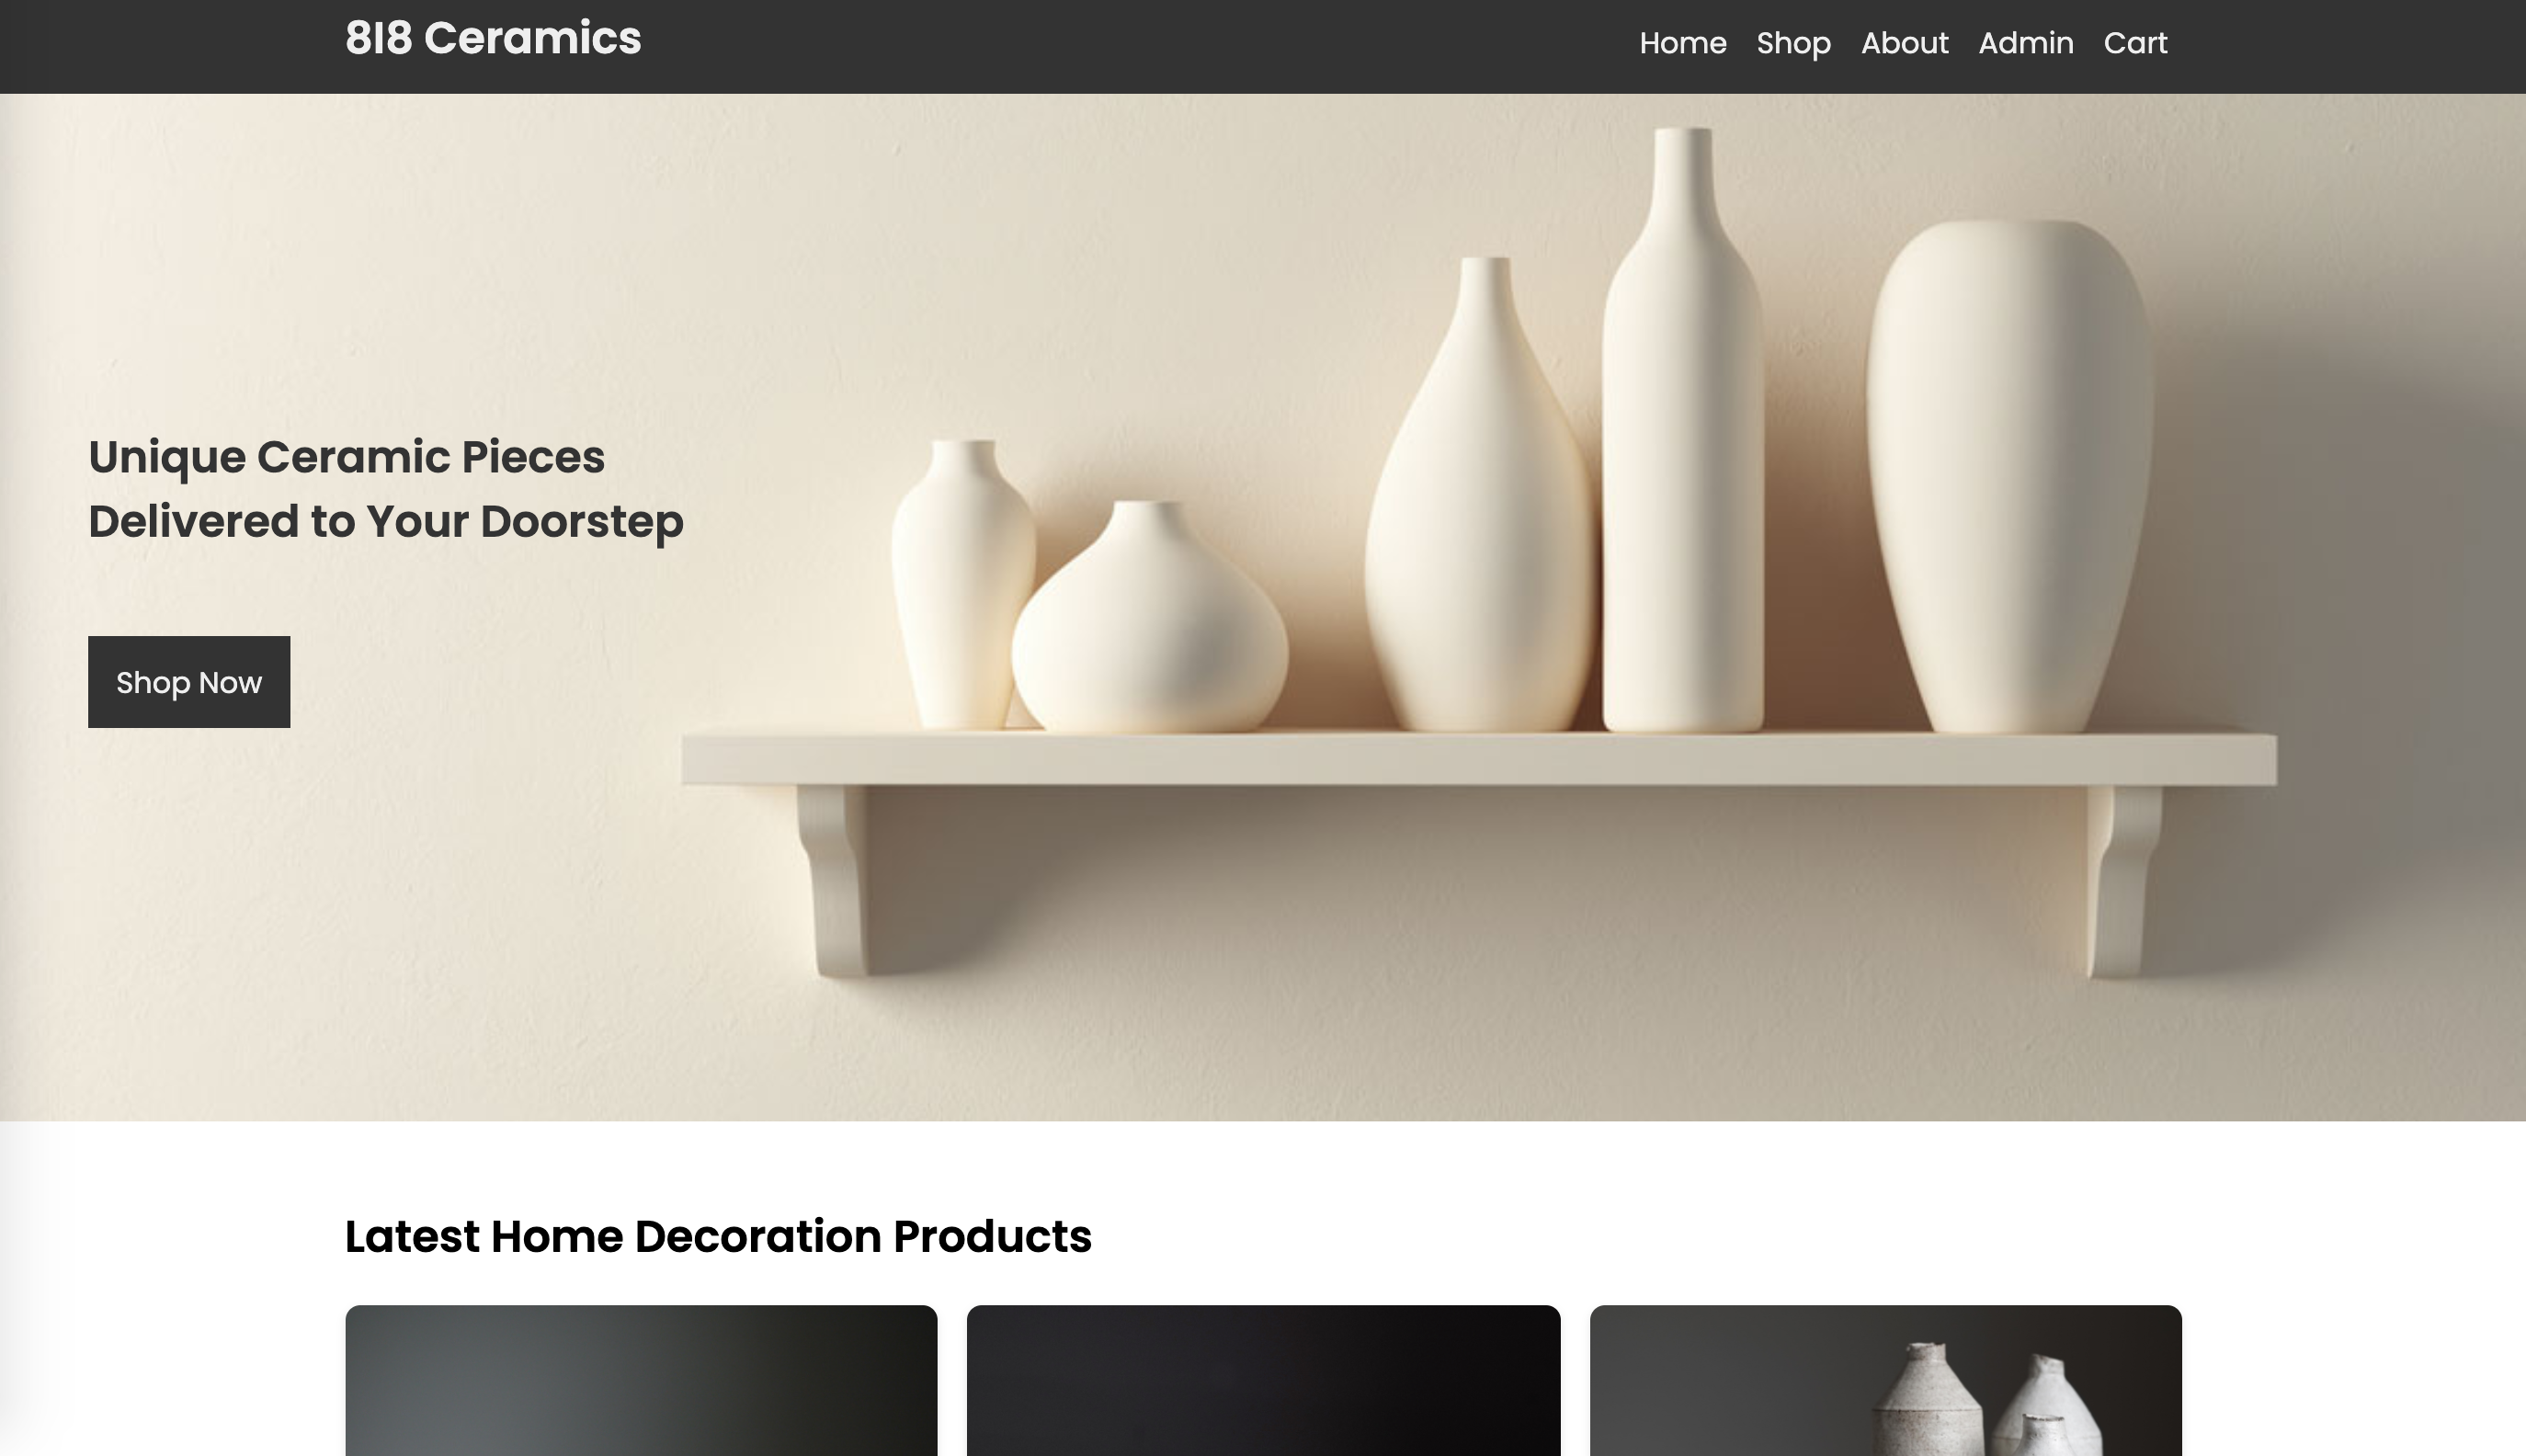 818 Ceramics
Home Shop About Admin Cart
Unique Ceramic Pieces
Delivered to Your Doorstep
Shop Now
Latest Home Decoration Products